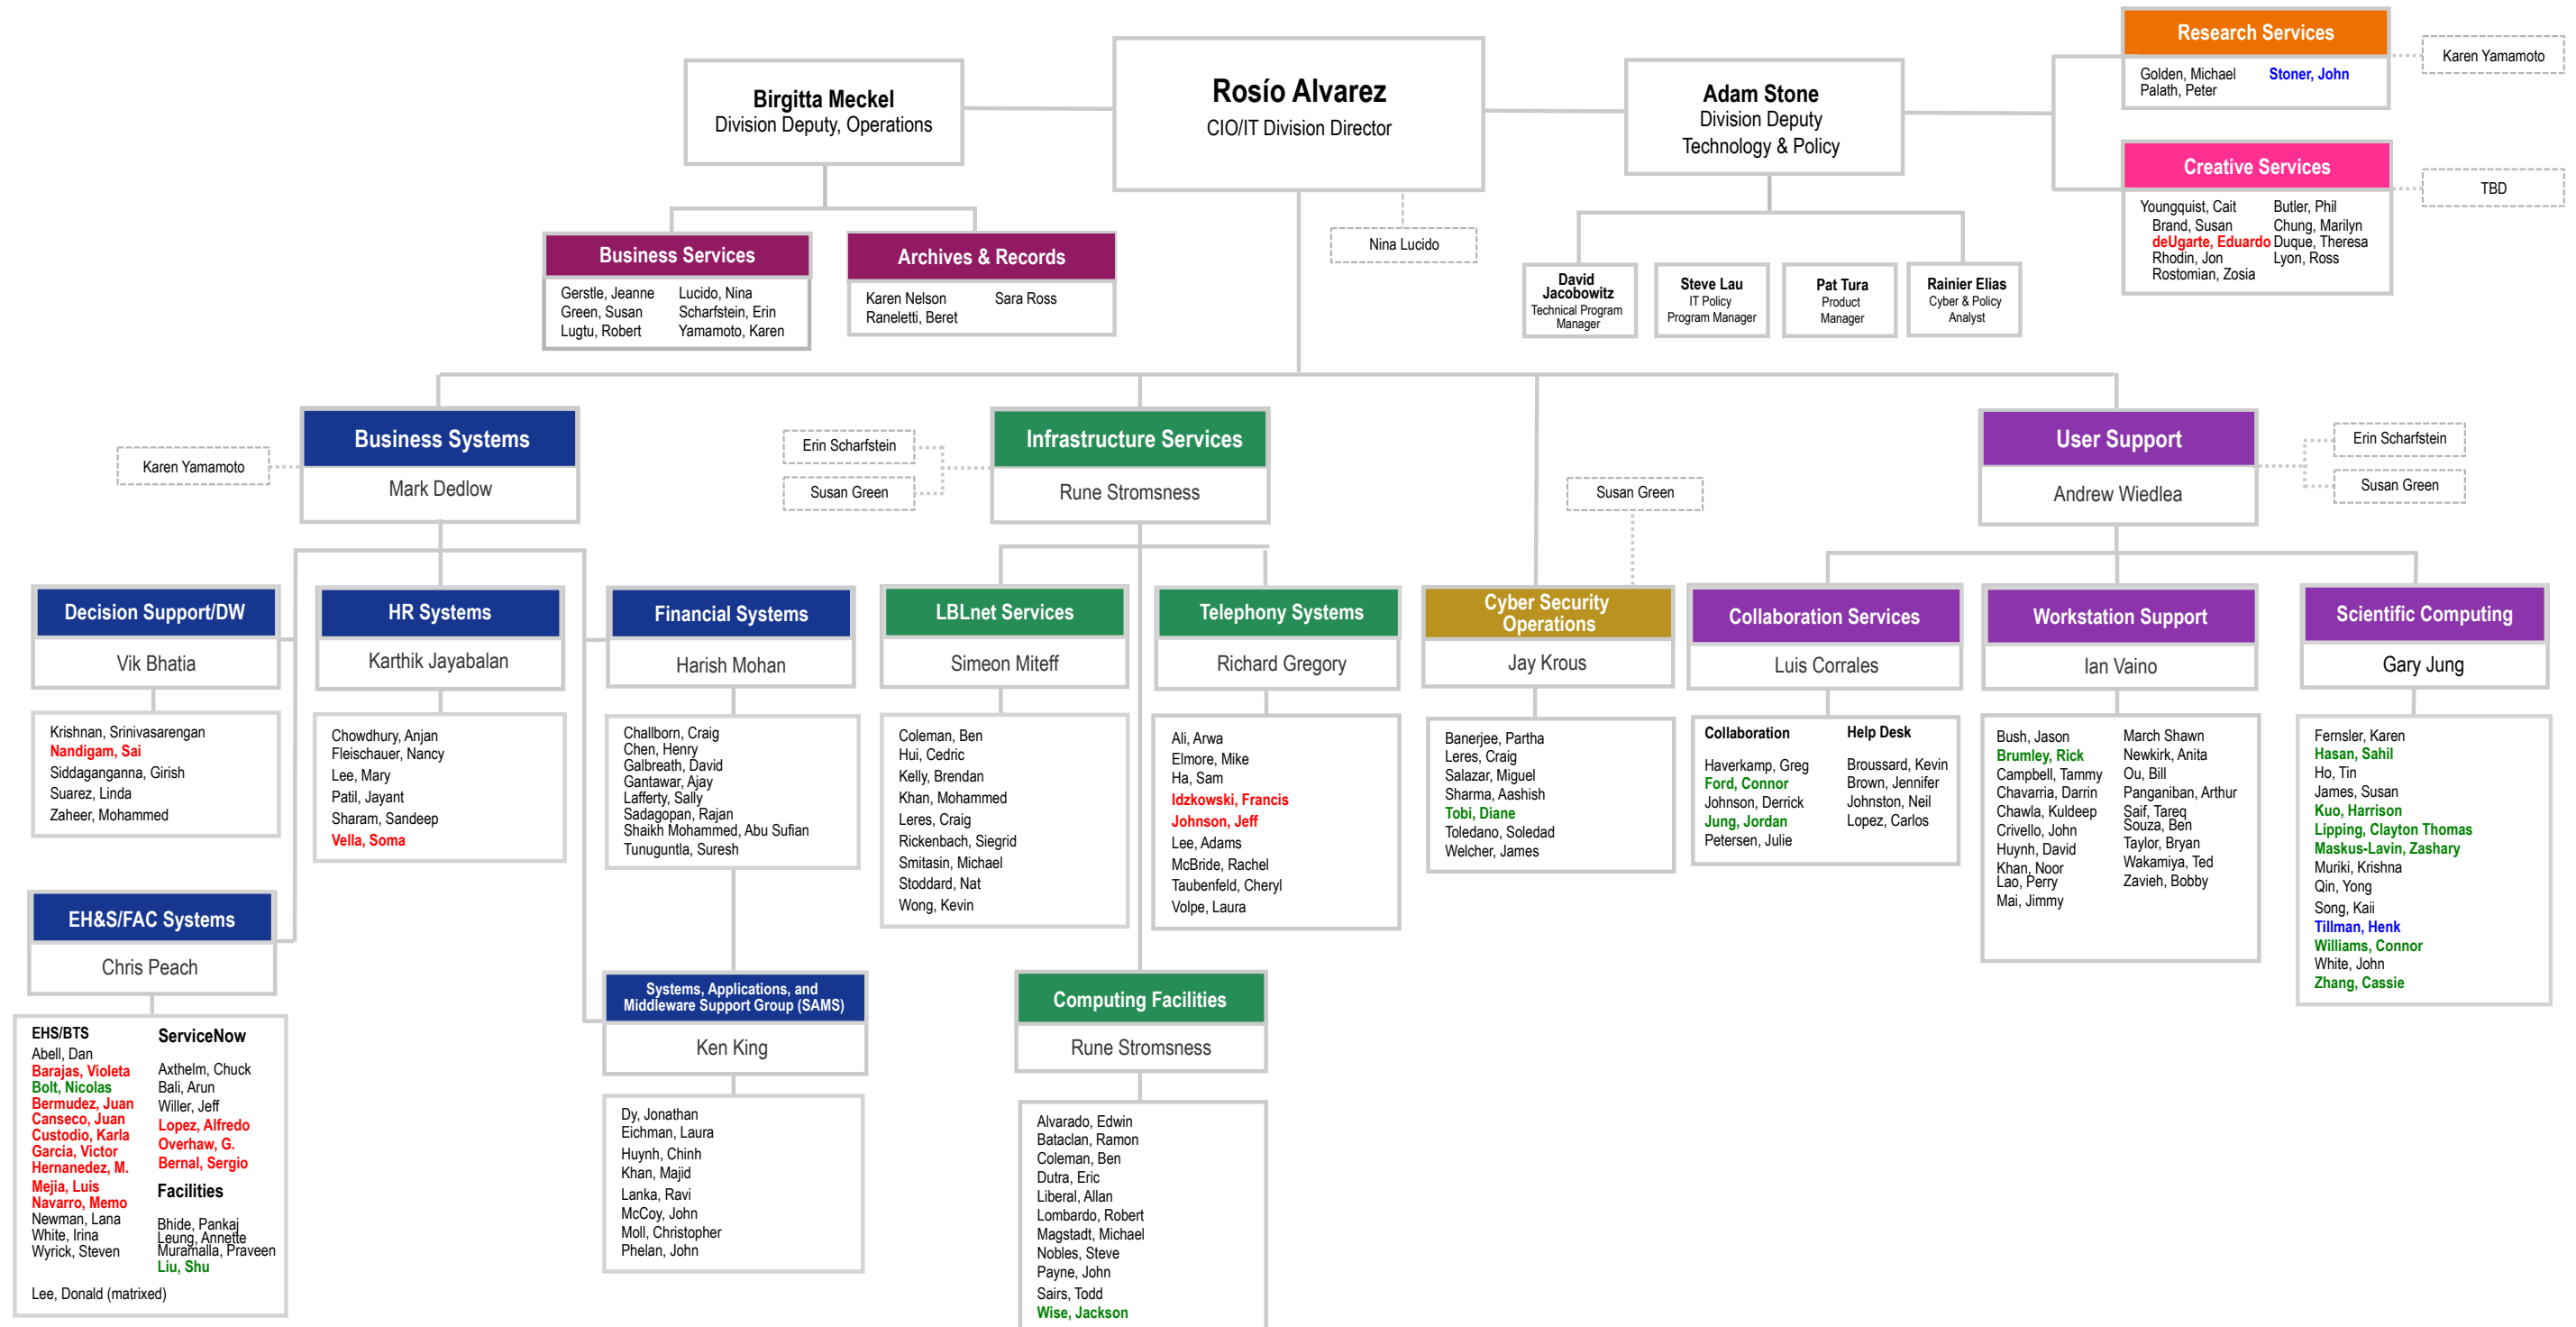 Research Services
Karen Yamamoto
Golden, Michael
Stoner, John
Palath, Peter
Birgitta Meckel
Division Deputy, Operations
Rosío Alvarez
CIO/IT Division Director
Adam Stone
Division Deputy
Technology & Policy
Creative Services
TBD
Youngquist, Cait
Brand, Susan
deUgarte, Eduardo
Rhodin, Jon
Rostomian, Zosia
Butler, Phil
Chung, Marilyn
Duque, Theresa
Lyon, Ross
Nina Lucido
Business Services
Gerstle, Jeanne
Green, Susan
Lugtu, Robert
Lucido, Nina
Scharfstein, Erin
Yamamoto, Karen
Archives & Records
Karen Nelson
Raneletti, Beret
Sara Ross
David
Jacobowitz
Technical Program
Manager
Steve Lau
IT Policy
Program Manager
Pat Tura
Product
Manager
Rainier Elias
Cyber & Policy
Analyst
Business Systems
Mark Dedlow
Karen Yamamoto
Erin Scharfstein
Susan Green
Infrastructure Services
Rune Stromsness
Susan Green
User Support
Andrew Wiedlea
Erin Scharfstein
Susan Green
Decision Support/DW
Vik Bhatia
Krishnan, Srinivasarengan
Nandigam, Sai
Siddaganganna, Girish
Suarez, Linda
Zaheer, Mohammed
HR Systems
Karthik Jayabalan
Chowdhury, Anjan
Fleischauer, Nancy
Lee, Mary
Patil, Jayant
Sharam, Sandeep
Vella, Soma
Financial Systems
Harish Mohan
Challborn, Craig
Chen, Henry
Galbreath, David
Gantawar, Ajay
Lafferty, Sally
Sadagopan, Rajan
Shaikh Mohammed, Abu Sufian
Tunuguntla, Suresh
LBLnet Services
Simeon Miteff
Coleman, Ben
Hui, Cedric
Kelly, Brendan
Khan, Mohammed
Leres, Craig
Rickenbach, Siegrid
Smitasin, Michael
Stoddard, Nat
Wong, Kevin
Telephony Systems
Richard Gregory
Ali, Arwa
Elmore, Mike
Ha, Sam
Idzkowski, Francis
Johnson, Jeff
Lee, Adams
McBride, Rachel
Taubenfeld, Cheryl
Volpe, Laura
Cyber Security
Operations
Jay Krous
Banerjee, Partha
Leres, Craig
Salazar, Miguel
Sharma, Aashish
Tobi, Diane
Toledano, Soledad
Welcher, James
Collaboration Services
Luis Corrales
Collaboration
Haverkamp, Greg
Ford, Connor
Johnson, Derrick
Jung, Jordan
Petersen, Julie
Help Desk
Broussard, Kevin
Brown, Jennifer
Johnston, Neil
Lopez, Carlos
Workstation Support
Ian Vaino
Bush, Jason
Brumley, Rick
Campbell, Tammy
Chavarria, Darrin
Chawla, Kuldeep
Crivello, John
Huynh, David
Khan, Noor
Lao, Perry
Mai, Jimmy
March Shawn
Newkirk, Anita
Ou, Bill
Panganiban, Arthur
Saif, Tareq
Souza, Ben
Taylor, Bryan
Wakamiya, Ted
Zavieh, Bobby
Scientific Computing
Gary Jung
Fernsler, Karen
Hasan, Sahil
Ho, Tin
James, Susan
Kuo, Harrison
Lipping, Clayton Thomas
Maskus-Lavin, Zashary
Muriki, Krishna
Qin, Yong
Song, Kaii
Tillman, Henk
Williams, Connor
White, John
Zhang, Cassie
EH&S/FAC Systems
Chris Peach
EHS/BTS
Abell, Dan
Barajas, Violeta
Bolt, Nicolas
Bermudez, Juan
Canseco, Juan
Custodio, Karla
Garcia, Victor
Hernanedez, M.
Mejia, Luis
Navarro, Memo
Newman, Lana
White, Irina
Wyrick, Steven
Lee, Donald (matrixed)
ServiceNow
Axthelm, Chuck
Bali, Arun
Willer, Jeff
Lopez, Alfredo
Overhaw, G.
Bernal, Sergio
Facilities
Bhide, Pankaj
Leung, Annette
Muramalla, Praveen
Liu, Shu
Systems, Applications, and
Middleware Support Group (SAMS)
Ken King
Dy, Jonathan
Eichman, Laura
Huynh, Chinh
Khan, Majid
Lanka, Ravi
McCoy, John
Moll, Christopher
Phelan, John
Computing Facilities
Rune Stromsness
Alvarado, Edwin
Bataclan, Ramon
Coleman, Ben
Dutra, Eric
Liberal, Allan
Lombardo, Robert
Magstadt, Michael
Nobles, Steve
Payne, John
Sairs, Todd
Wise, Jackson